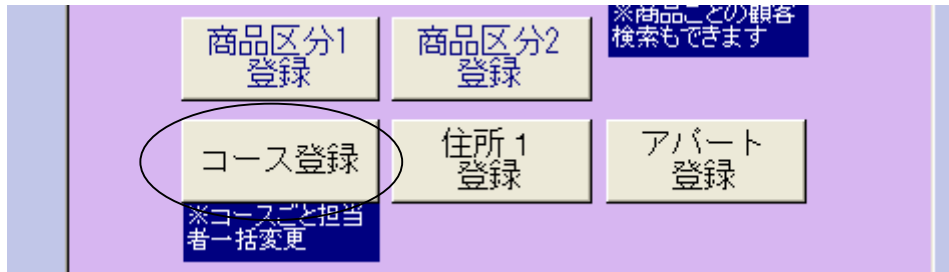 ※商品ごとの顧客
検索もできます
商品区分1
登録
商品区分2
登録
コース登録
住所１
登録
アパート
登録
※コースごと担当
者一括変更